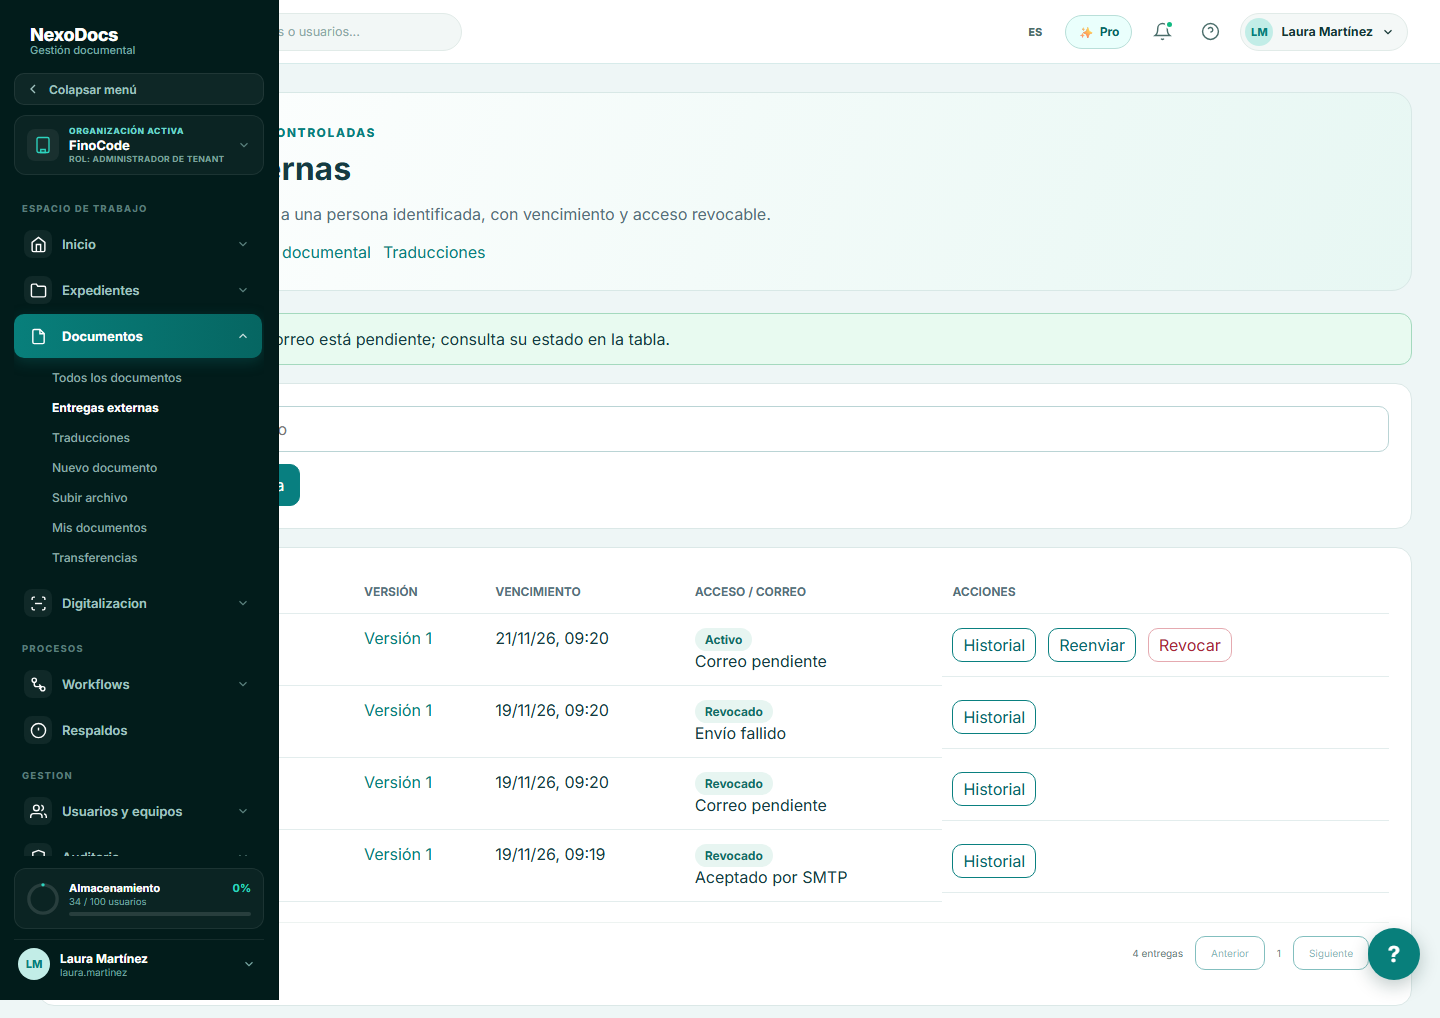 NexoDocs
Gestión documental
Colapsar menú
ORGANIZACIÓN ACTIVA
FinoCode
ROL: ADMINISTRADOR DE TENANT
ESPACIO DE TRABAJO
Inicio
Expedientes
Documentos
Todos los documentos
Entregas externas
Traducciones
Nuevo documento
Subir archivo
Mis documentos
Transferencias
Digitalizacion
PROCESOS
Workflows
Respaldos
GESTION
Usuarios y equipos
Almacenamiento 0%
34 / 100 usuarios
LM Laura Martínez
laura.martinez
s o usuarios...
ES
Pro
LM Laura Martínez
ONTROLADAS
ernas
a una persona identificada, con vencimiento y acceso revocable.
documental Traducciones
orreo está pendiente; consulta su estado en la tabla.
o
a
VERSIÓN VENCIMIENTO ACCESO / CORREO ACCIONES
Versión 1 21/11/26, 09:20 Activo Historial Reenviar Revocar
Correo pendiente
Versión 1 19/11/26, 09:20 Revocado Historial
Envío fallido
Versión 1 19/11/26, 09:20 Revocado Historial
Correo pendiente
Versión 1 19/11/26, 09:19 Revocado Historial
Aceptado por SMTP
4 entregas Anterior 1 Siguiente
?